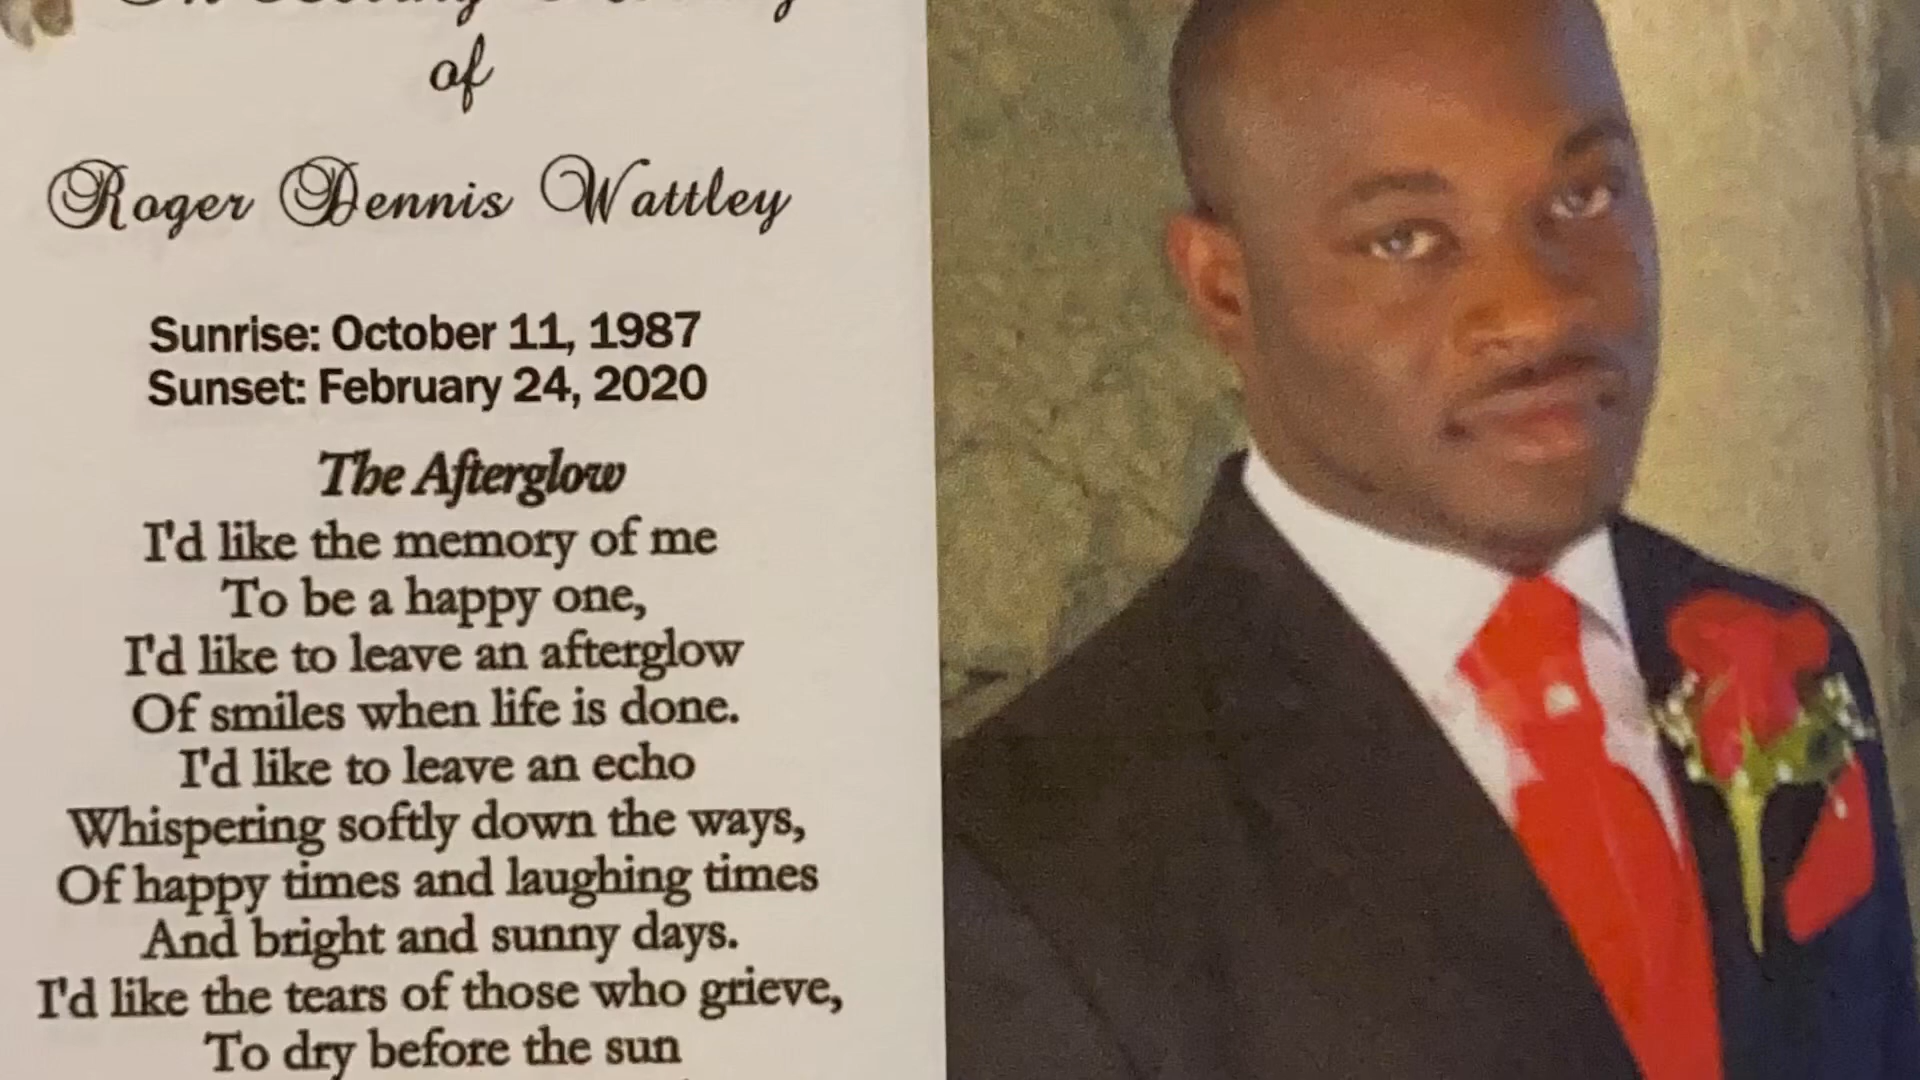 In Loving Memory
of
Roger Dennis Wattley
Sunrise: October 11, 1987
Sunset: February 24, 2020
The Afterglow
I'd like the memory of me
To be a happy one,
I'd like to leave an afterglow
Of smiles when life is done.
I'd like to leave an echo
Whispering softly down the ways,
Of happy times and laughing times
And bright and sunny days.
I'd like the tears of those who grieve,
To dry before the sun